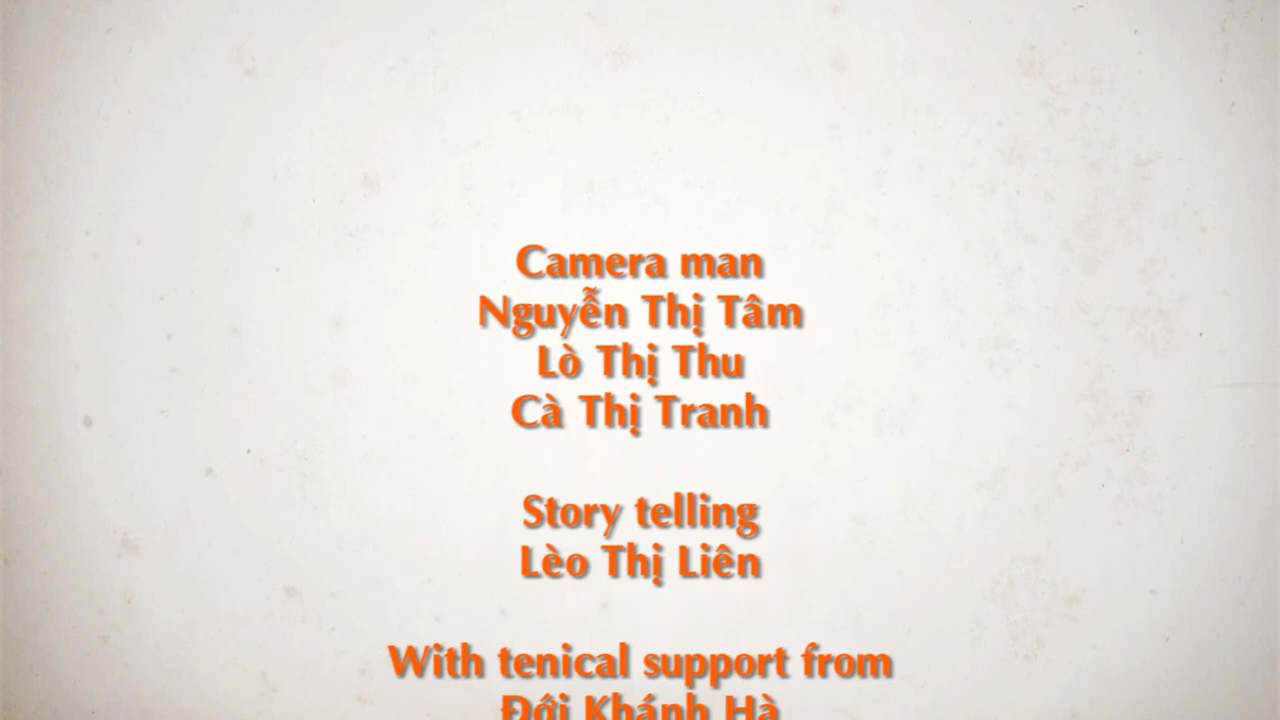 Camera man
Nguyễn Thị Tâm
Lò Thị Thu
Cà Thị Tranh
Story telling
Lèo Thị Liên
With tenical support from
Đới Khánh Hà